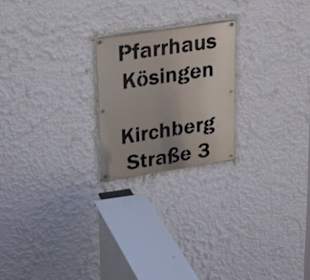 Pfarrhaus
Kösingen
Kirchberg
Straße 3